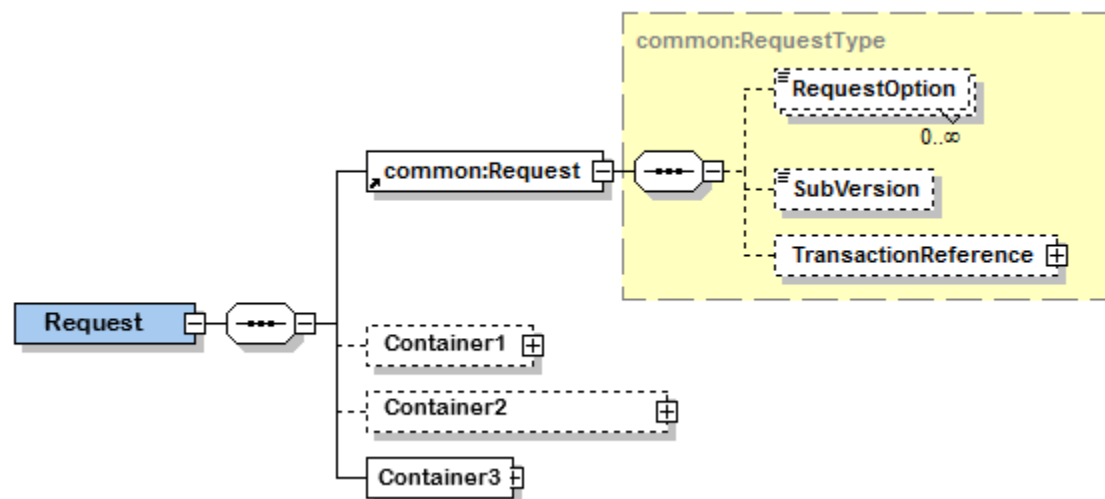 common:RequestType
RequestOption
0..∞
common:Request
SubVersion
TransactionReference
Request
Container1
Container2
Container3